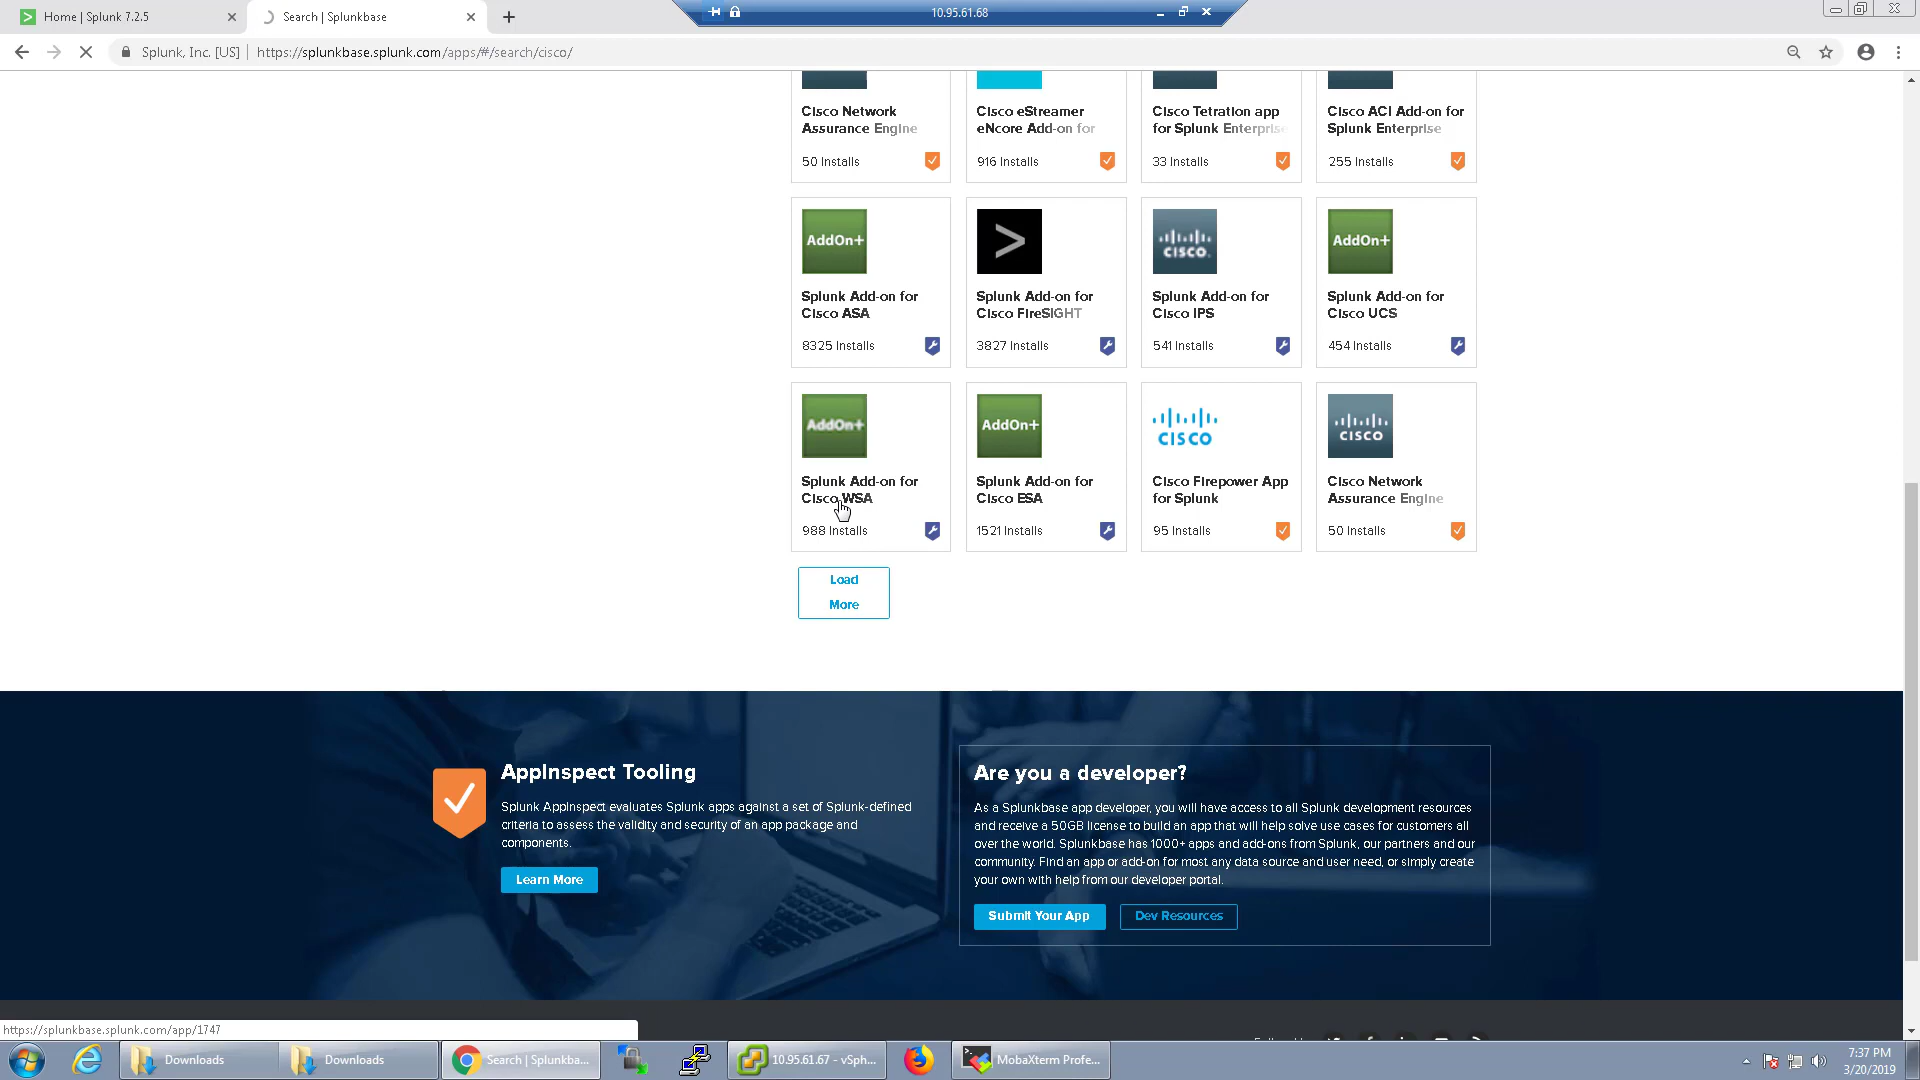 Home | Splunk 7.2.5
Search | Splunkbase
10.95.61.68
Splunk, Inc. [US]
https://splunkbase.splunk.com/apps/#/search/cisco/
Cisco Network
Assurance Engine
50 Installs
Cisco eStreamer
eNcore Add-on for
916 Installs
Cisco Tetration app
for Splunk Enterprise
33 Installs
Cisco ACI Add-on for
Splunk Enterprise
255 Installs
AddOn+
Splunk Add-on for
Cisco ASA
8325 Installs
>
Splunk Add-on for
Cisco FireSIGHT
3827 Installs
CISCO
Splunk Add-on for
Cisco IPS
541 Installs
AddOn+
Splunk Add-on for
Cisco UCS
454 Installs
AddOn+
Splunk Add-on for
Cisco WSA
988 Installs
AddOn+
Splunk Add-on for
Cisco ESA
1521 Installs
CISCO
Cisco Firepower App
for Splunk
95 Installs
CISCO
Cisco Network
Assurance Engine
50 Installs
Load
More
AppInspect Tooling
Splunk AppInspect evaluates Splunk apps against a set of Splunk-defined
criteria to assess the validity and security of an app package and
components.
Learn More
Are you a developer?
As a Splunkbase app developer, you will have access to all Splunk development resources
and receive a 50GB license to build an app that will help solve use cases for customers all
over the world. Splunkbase has 1000+ apps and add-ons from Splunk, our partners and our
community. Find an app or add-on for most any data source and user need, or simply create
your own with help from our developer portal.
Submit Your App
Dev Resources
https://splunkbase.splunk.com/app/1747
Downloads
Downloads
Search | Splunkba...
10.95.61.67 - vSph...
MobaXterm Profe...
7:37 PM
3/20/2019